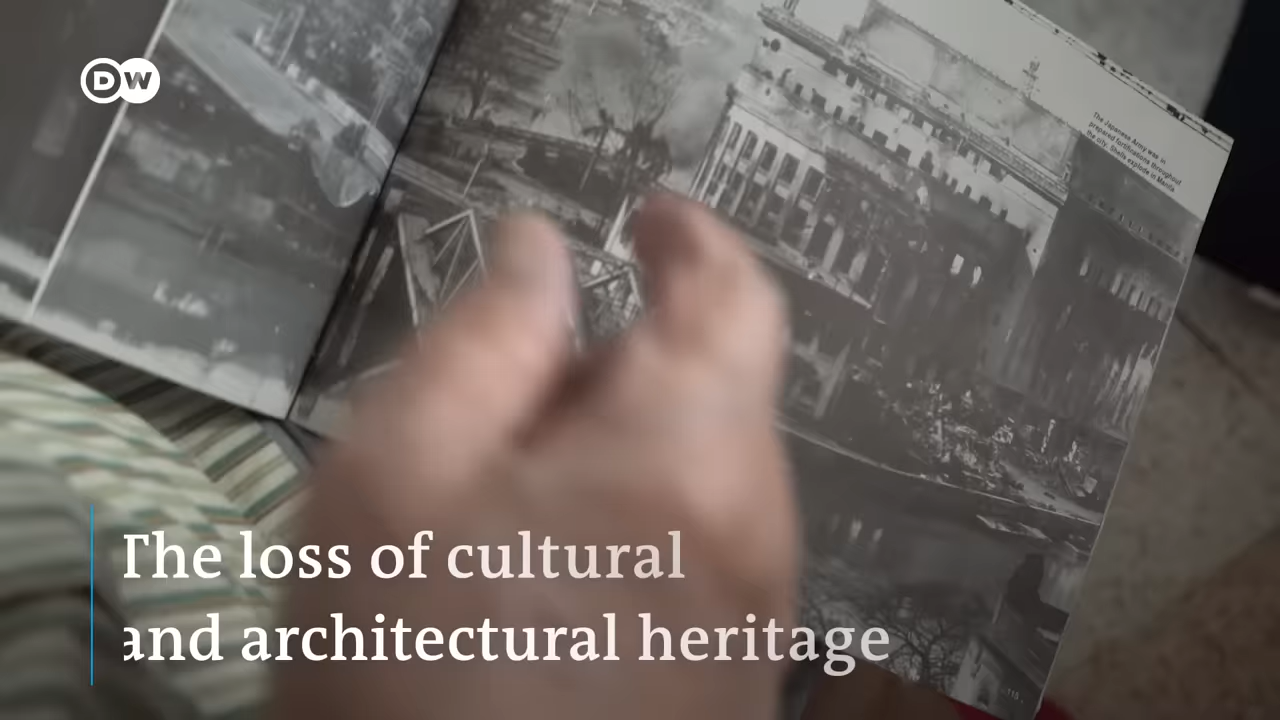 DW
The Japanese Army was in
prepared fortifications throughout
the city. Shells explode in Manila
The loss of cultural
and architectural heritage
115